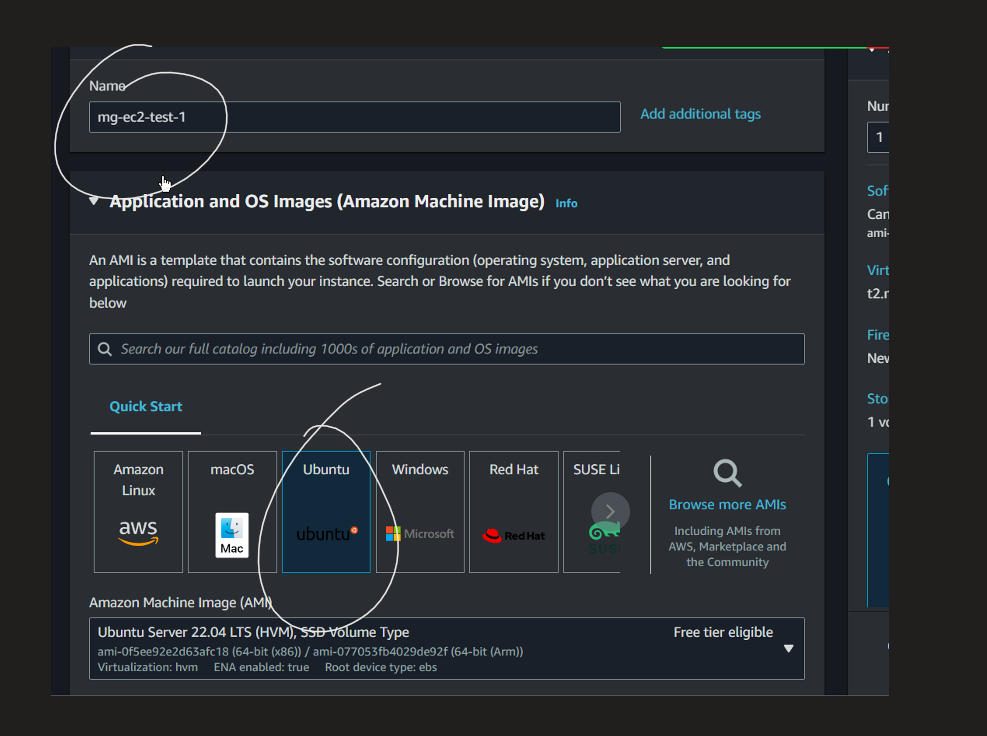 Name
mg-ec2-test-1
Add additional tags
Application and OS Images (Amazon Machine Image) Info
An AMI is a template that contains the software configuration (operating system, application server, and
applications) required to launch your instance. Search or Browse for AMIs if you don't see what you are looking for
below
Search our full catalog including 1000s of application and OS images
Quick Start
Amazon
Linux
aws
macOS
Mac
Ubuntu
ubuntu
Windows
Microsoft
Red Hat
Red Hat
SUSE Li
SUS
Browse more AMIs
Including AMIs from
AWS, Marketplace and
the Community
Amazon Machine Image (AMI)
Ubuntu Server 22.04 LTS (HVM), SSD Volume Type
Free tier eligible
ami-0f5ee92e2d63afc18 (64-bit (x86)) / ami-077053fb4029de92f (64-bit (Arm))
Virtualization: hvm ENA enabled: true Root device type: ebs
Nur
1
Sof
Can
ami-
Virt
t2.r
Fire
New
Sto
1 vo